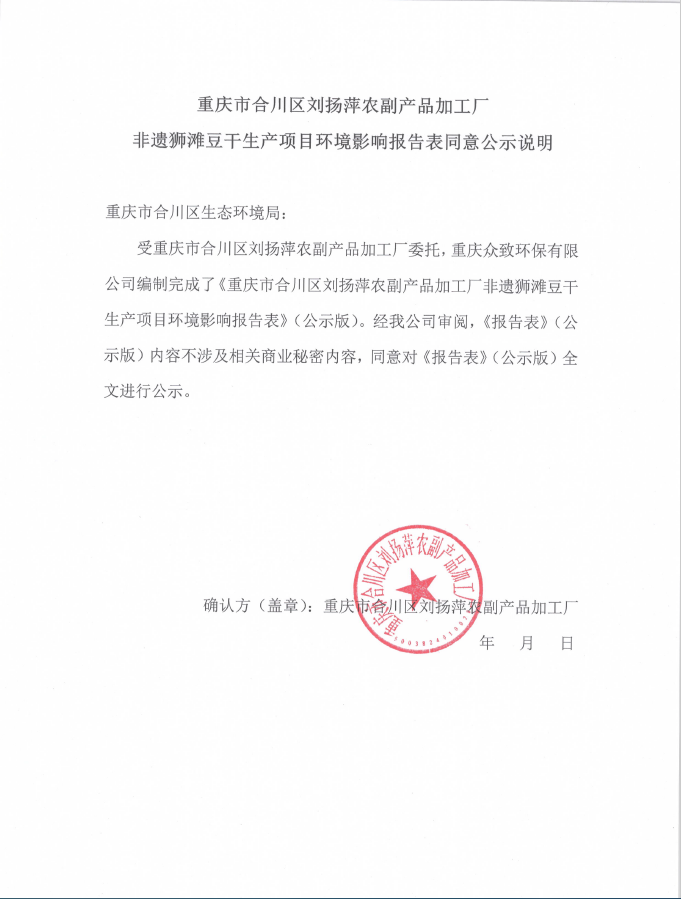 重庆市合川区刘扬萍农副产品加工厂
非遗狮滩豆干生产项目环境影响报告表同意公示说明
重庆市合川区生态环境局：
受重庆市合川区刘扬萍农副产品加工厂委托，重庆众致环保有限
公司编制完成了《重庆市合川区刘扬萍农副产品加工厂非遗狮滩豆干
生产项目环境影响报告表》（公示版）。经我公司审阅，《报告表》（公
示版）内容不涉及相关商业秘密内容，同意对《报告表》（公示版）全
文进行公示。
重庆市合川区刘扬萍农副产品加工厂
确认方（盖章）：重庆市合川区刘扬萍农副产品加工厂
年 月 日